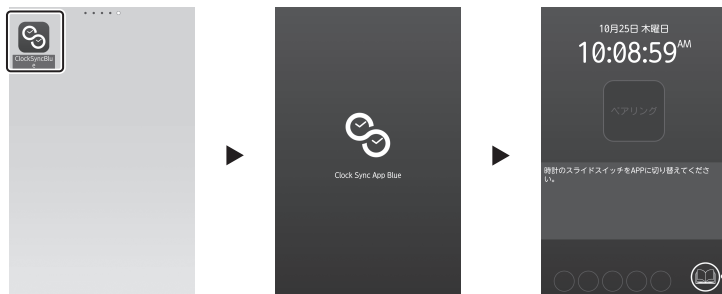 ClockSyncBlu
e
Clock Sync App Blue
10月25日 木曜日
10:08:59 AM
ペアリング
時計のスライドスイッチをAPPに切り替えてくださ
い。